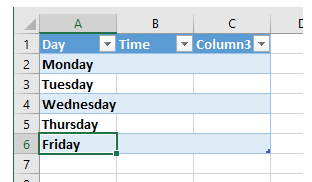 A B C
1 Day Time Column3
2 Monday
3 Tuesday
4 Wednesday
5 Thursday
6 Friday
7